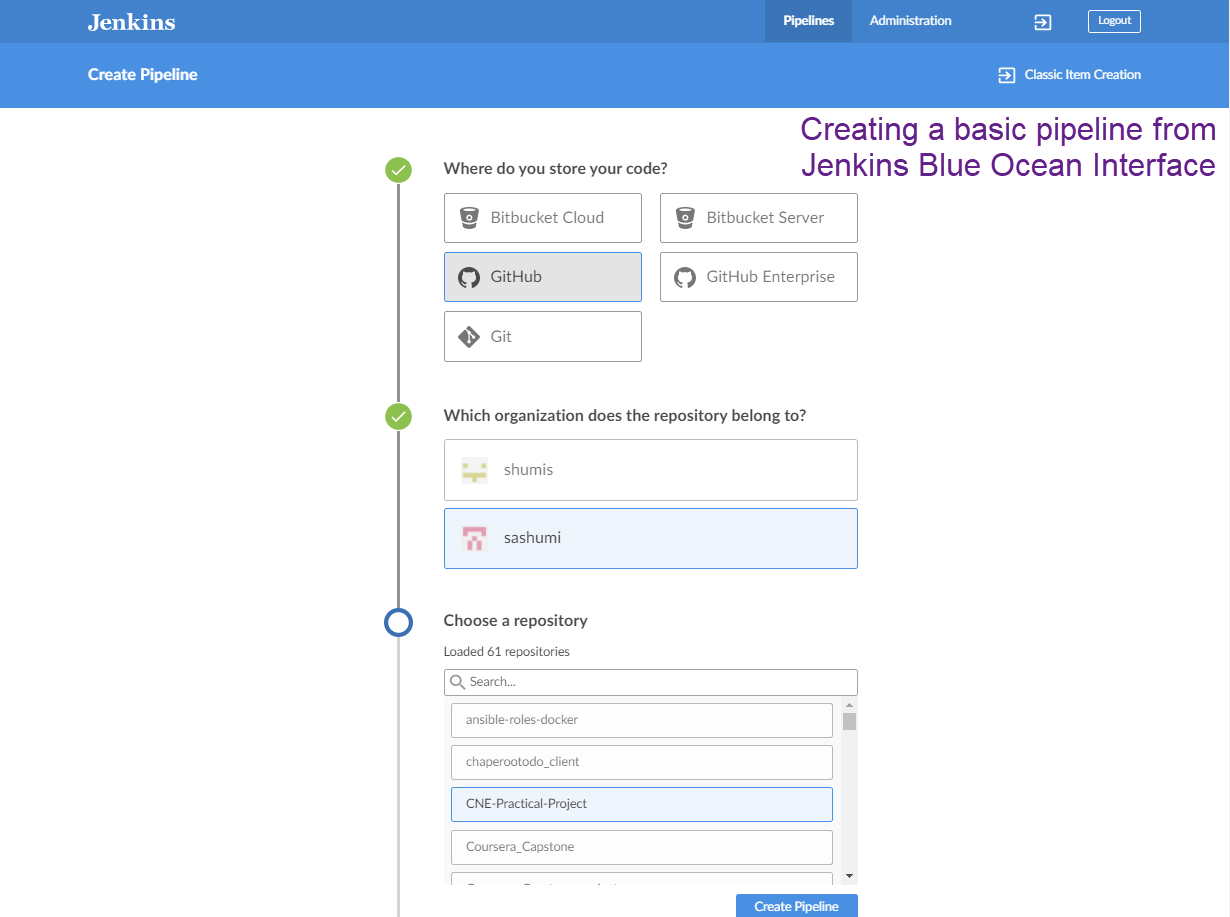 Jenkins
Pipelines
Administration
Logout
Create Pipeline
Classic Item Creation
Creating a basic pipeline from
Jenkins Blue Ocean Interface
Where do you store your code?
Bitbucket Cloud
Bitbucket Server
GitHub
GitHub Enterprise
Git
Which organization does the repository belong to?
shumis
sashumi
Choose a repository
Loaded 61 repositories
Search...
ansible-roles-docker
chaperootodo_client
CNE-Practical-Project
Coursera_Capstone
Create Pipeline